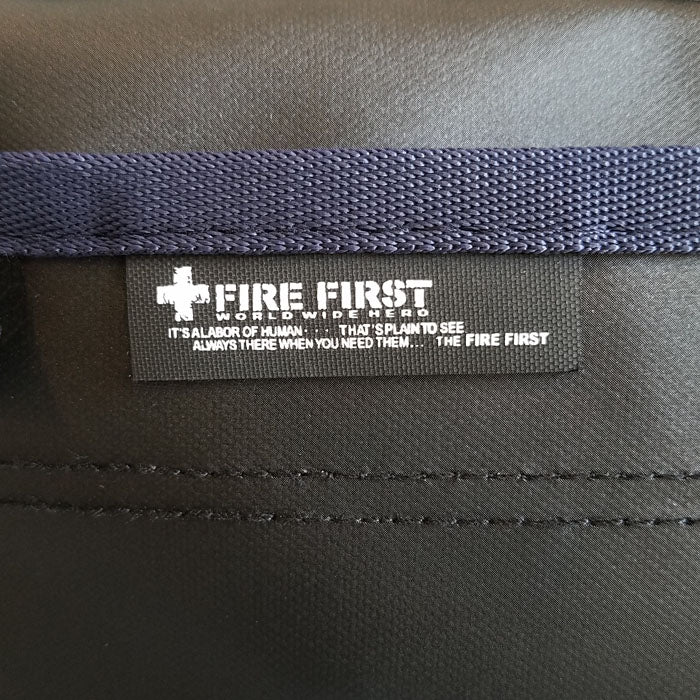 FIRE FIRST
WORLD WIDE HERO
IT'S A LABOR OF HUMAN · · · THAT'S PLAIN TO SEE
ALWAYS THERE WHEN YOU NEED THEM... THE FIRE FIRST